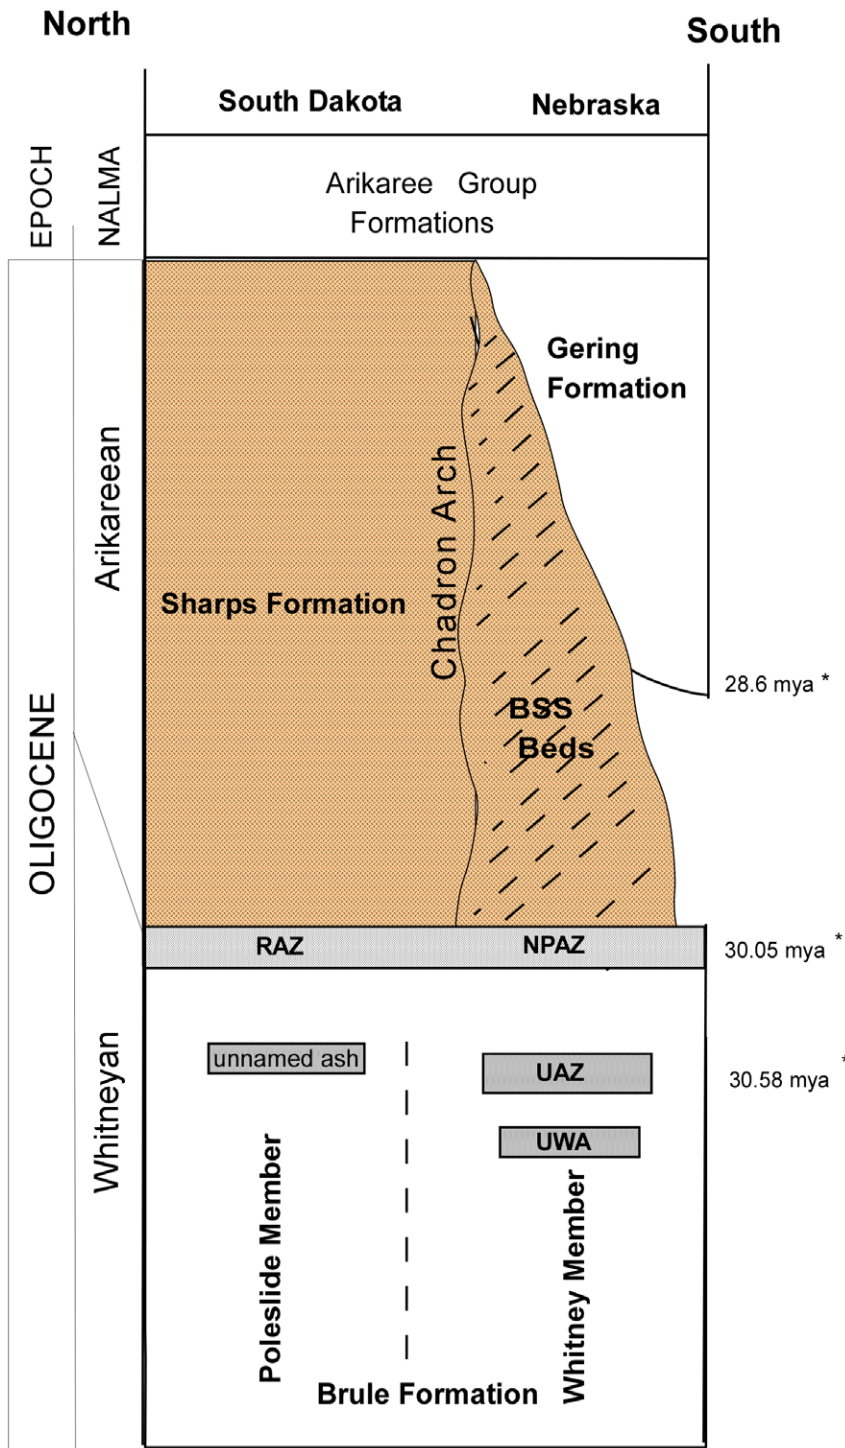 North
South
South Dakota
Nebraska
EPOCH
NALMA
Arikaree Group
Formations
Gering
Formation
Arikareean
Chadron Arch
Sharps Formation
28.6 mya *
BSS
Beds
OLIGOCENE
RAZ
NPAZ
30.05 mya *
Whitneyan
unnamed ash
UAZ
30.58 mya *
UWA
Poleslide Member
Whitney Member
Brule Formation